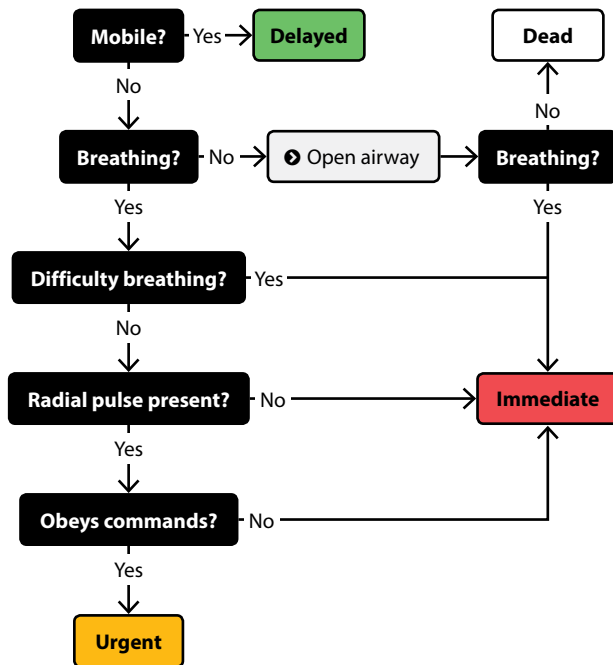 Mobile?
Yes
Delayed
Dead
No
No
Breathing?
No
Open airway
Breathing?
Yes
Yes
Difficulty breathing?
Yes
No
Radial pulse present?
No
Immediate
Yes
Obeys commands?
No
Yes
Urgent